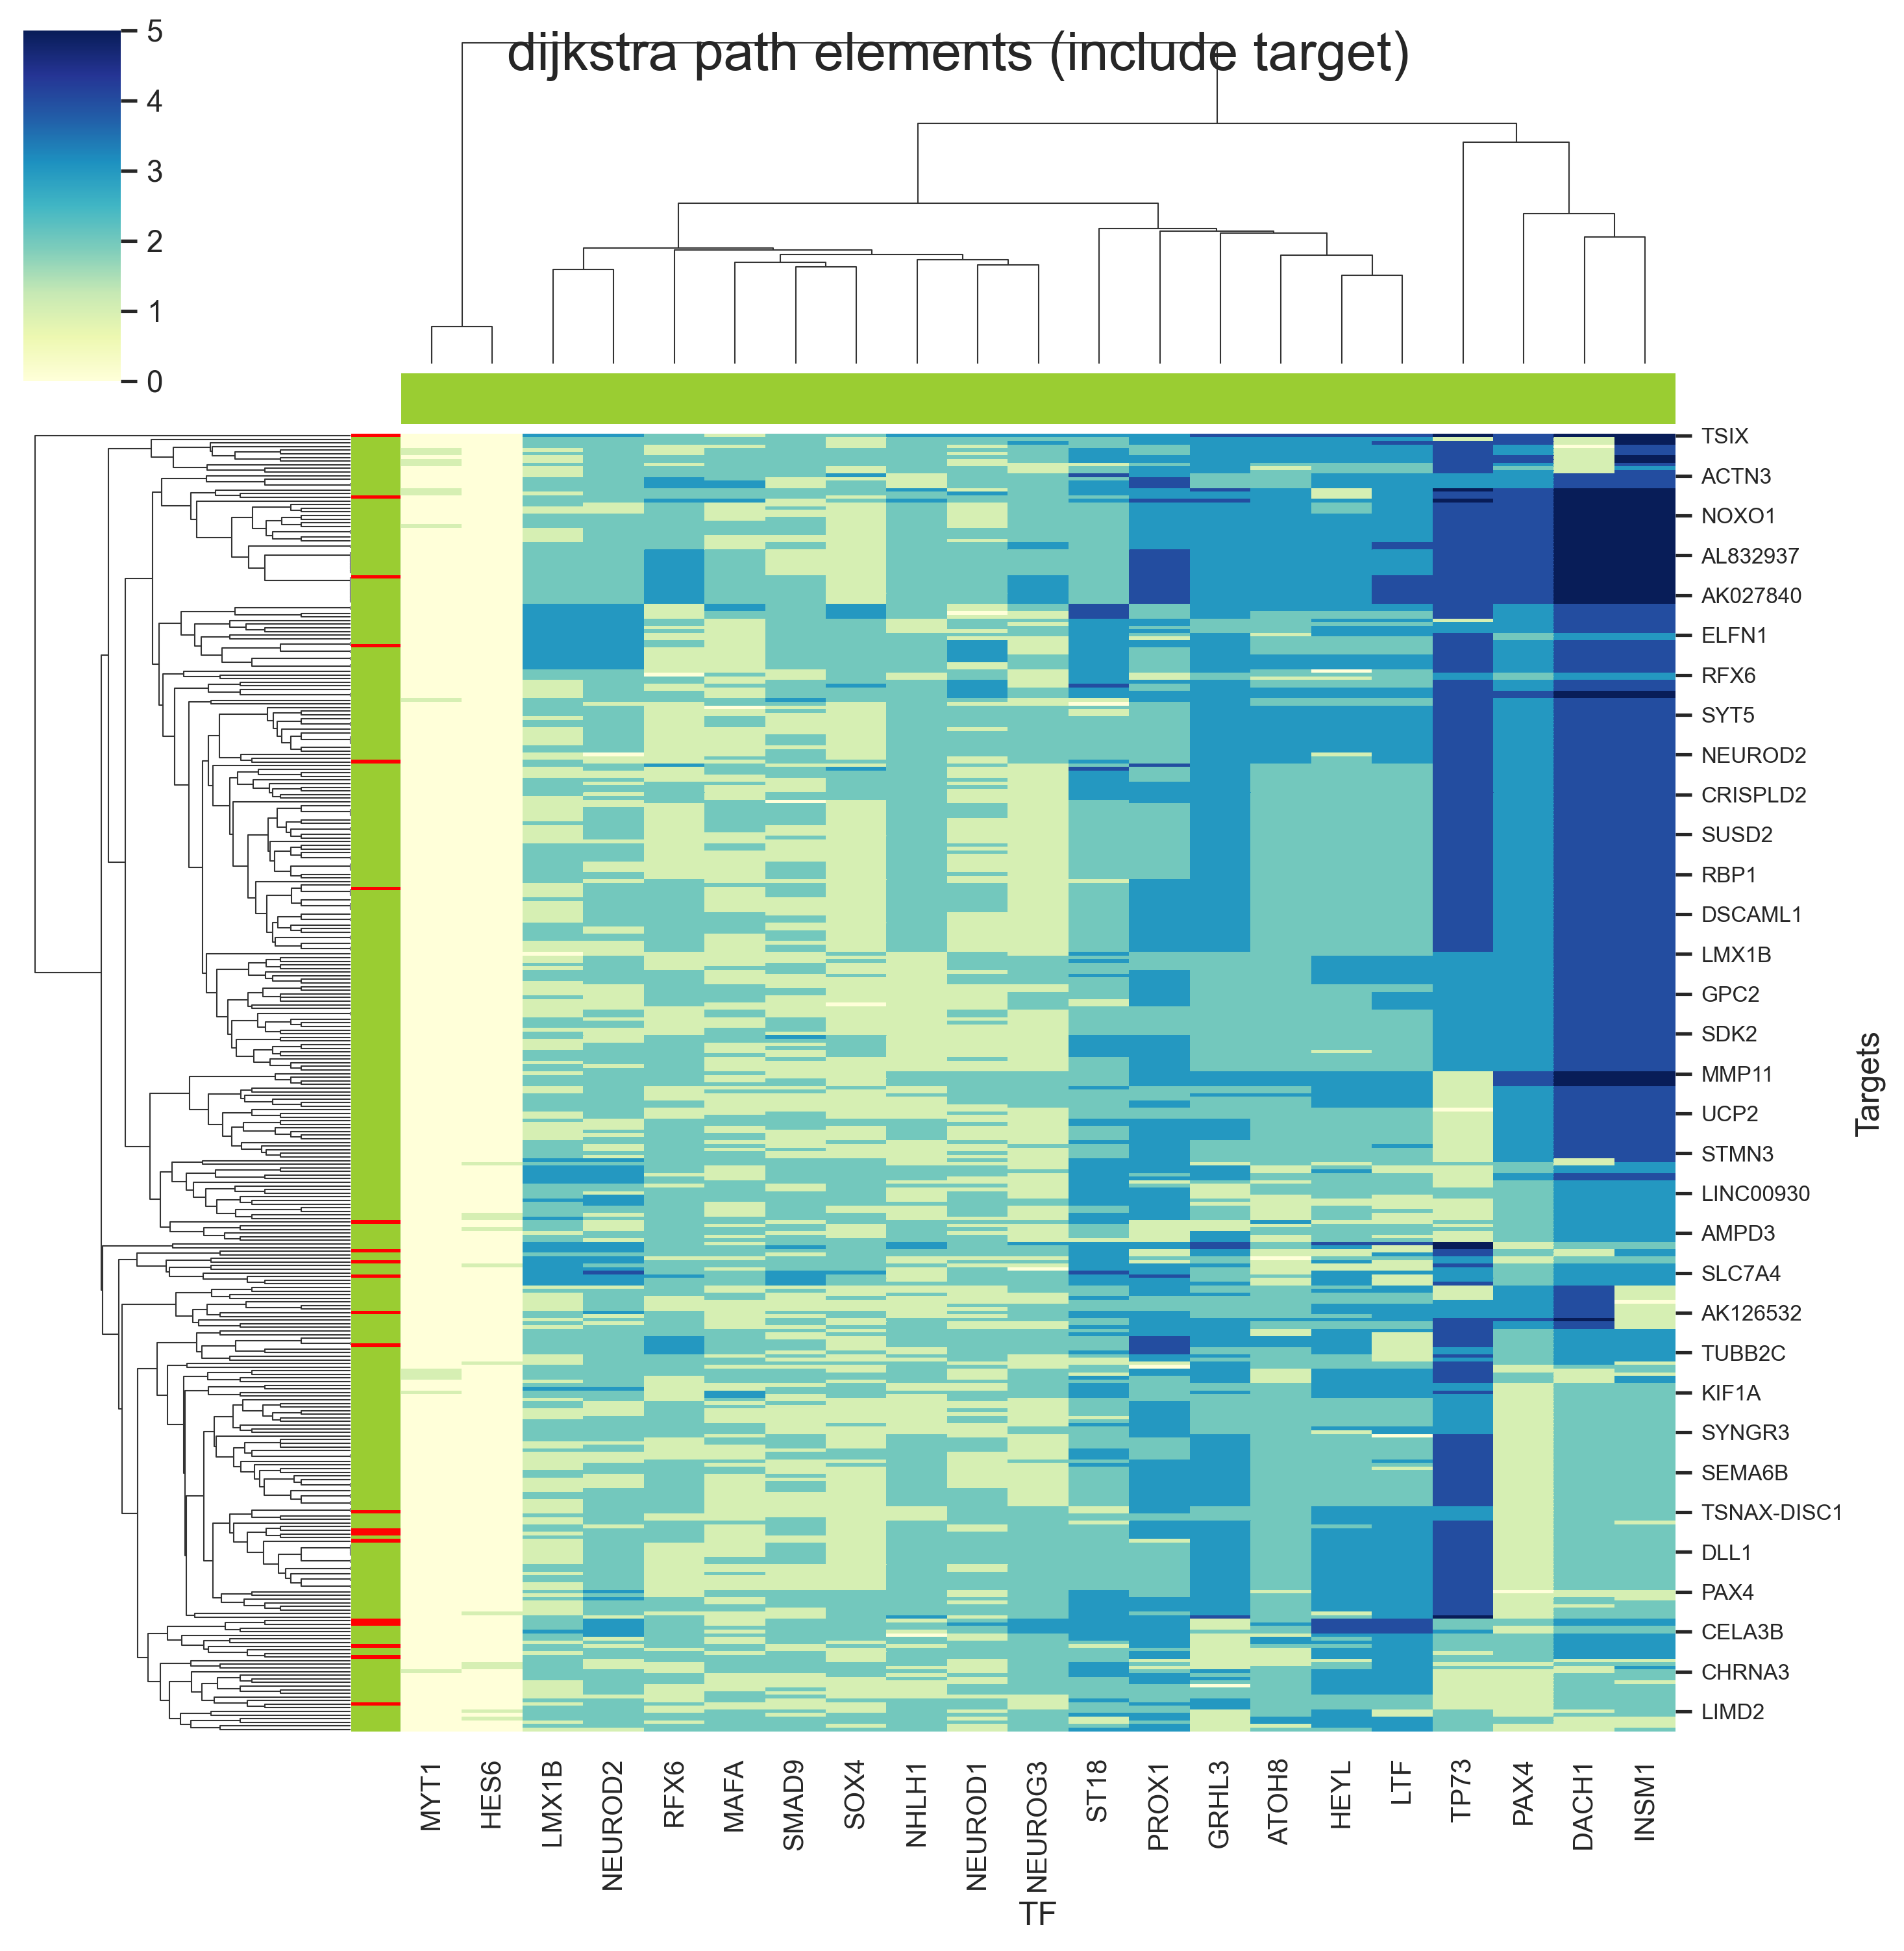 dijkstra path elements (include target)
5
4
3
2
1
0
TSIX
ACTN3
NOXO1
AL832937
AK027840
ELFN1
RFX6
SYT5
NEUROD2
CRISPLD2
SUSD2
RBP1
DSCAML1
LMX1B
GPC2
SDK2
MMP11
UCP2
STMN3
LINC00930
AMPD3
SLC7A4
AK126532
TUBB2C
KIF1A
SYNGR3
SEMA6B
TSNAX-DISC1
DLL1
PAX4
CELA3B
CHRNA3
LIMD2
Targets
MYT1
HES6
LMX1B
NEUROD2
RFX6
MAFA
SMAD9
SOX4
NHLH1
NEUROD1
NEUROG3
ST18
PROX1
GRHL3
ATOH8
HEYL
LTF
TP73
PAX4
DACH1
INSM1
TF